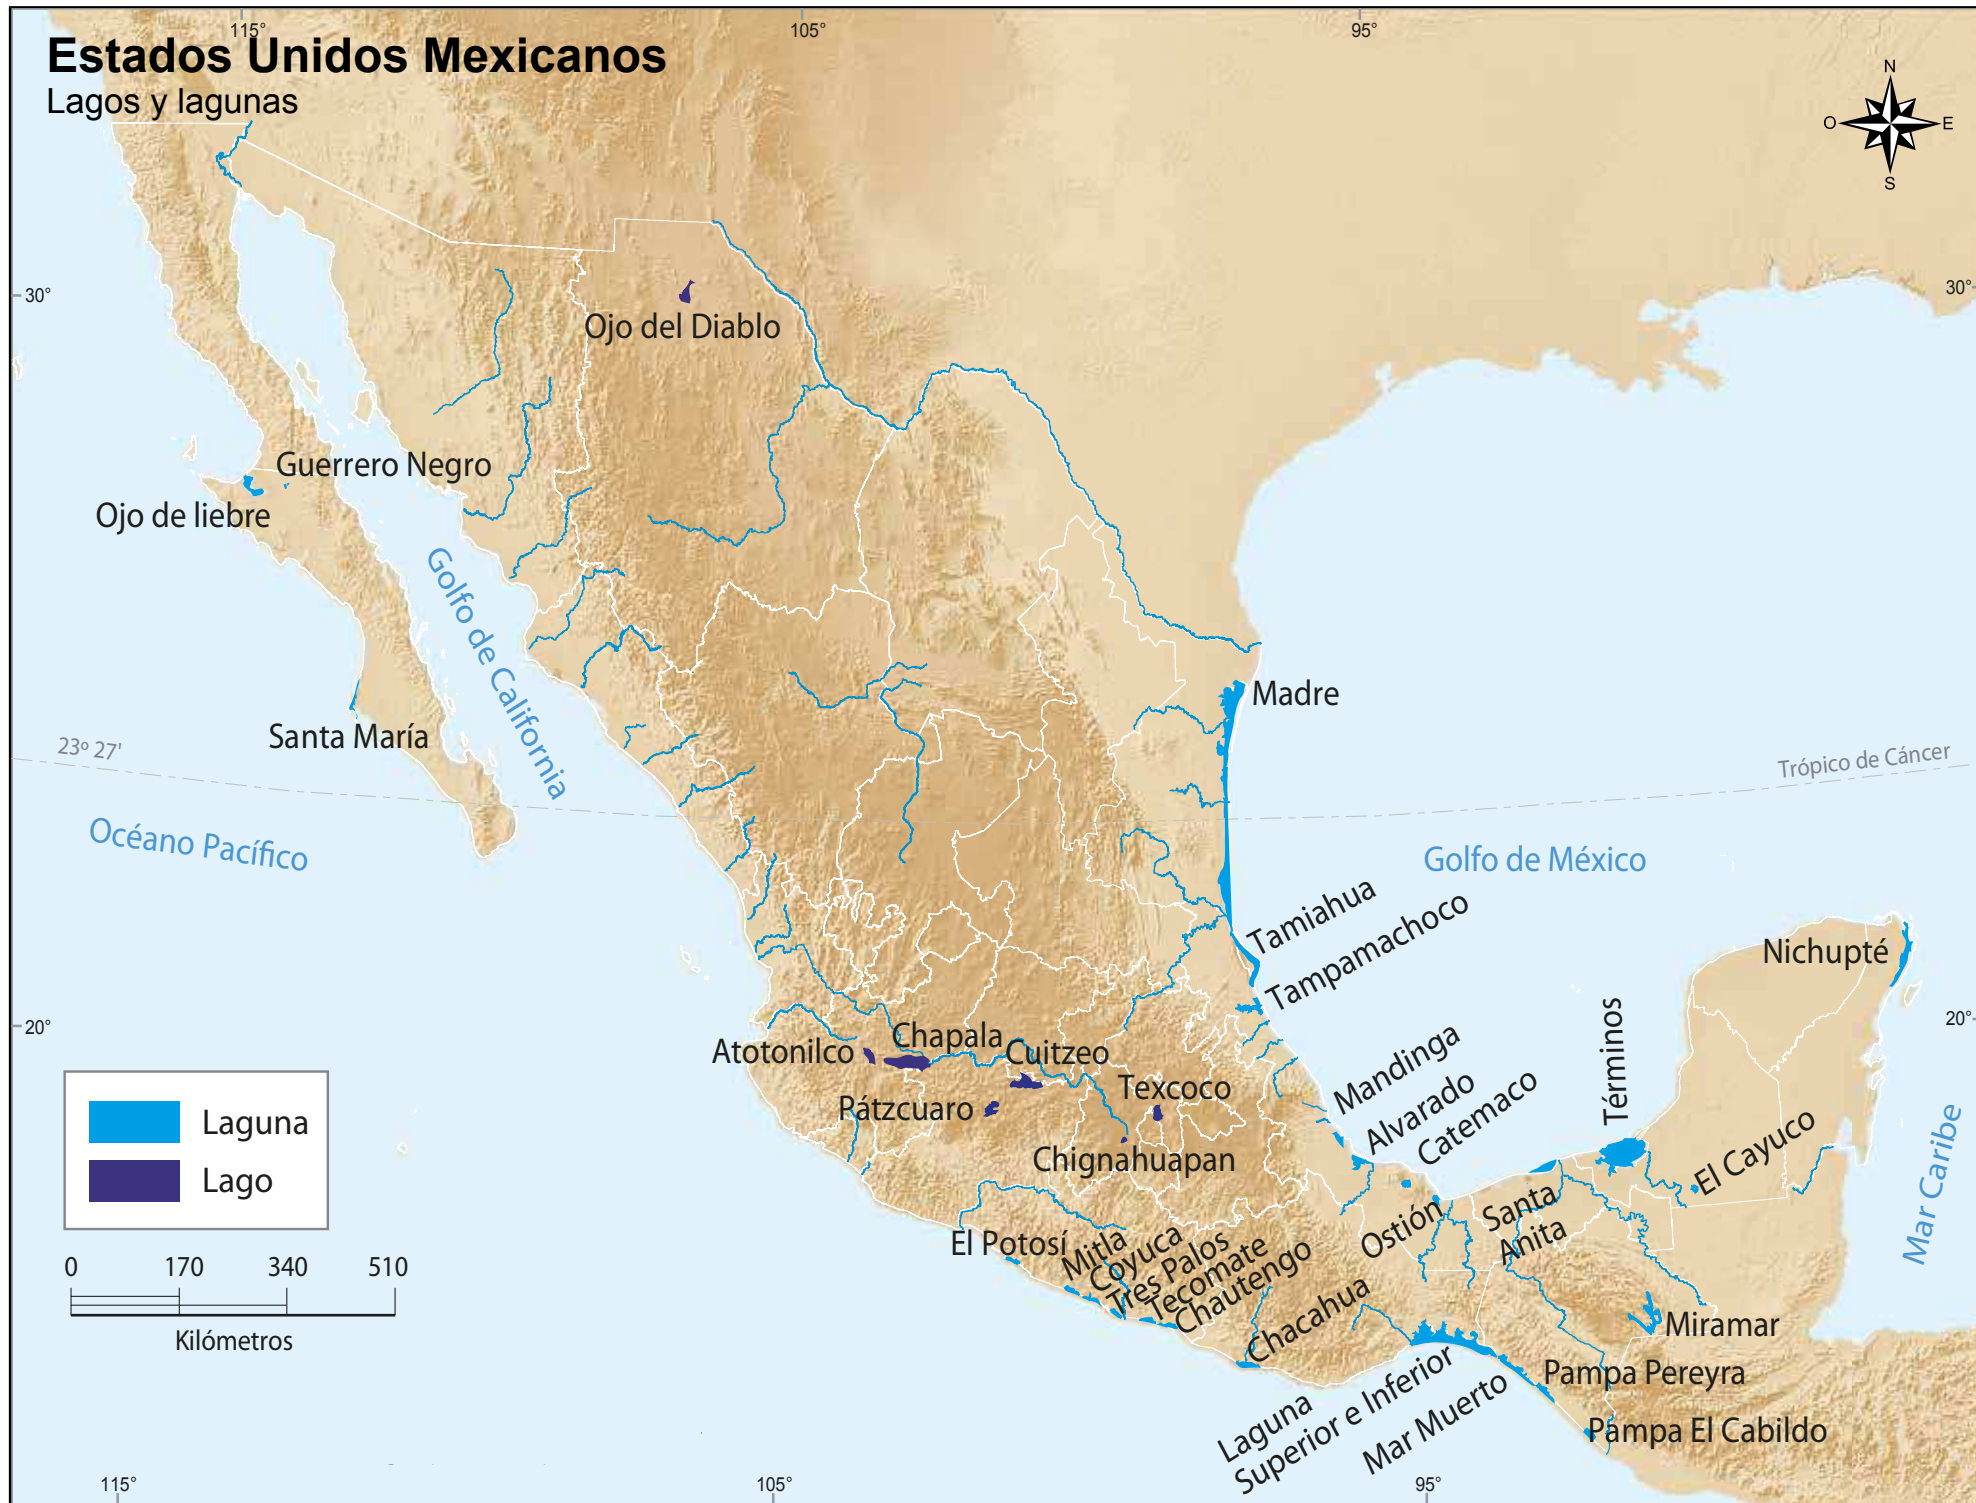 115°
105°
95°
Estados Unidos Mexicanos
Lagos y lagunas
N
O
E
S
30°
30°
Ojo del Diablo
Guerrero Negro
Ojo de liebre
Golfo de California
Madre
Santa María
23º 27'
Trópico de Cáncer
Océano Pacífico
Golfo de México
Tamiahua
Tampamachoco
Nichupté
20°
20°
Términos
Atotonilco
Chapala
Cuitzeo
Mandinga
Texcoco
Alvarado
Catemaco
Pátzcuaro
Chignahuapan
El Cayuco
Mar Caribe
Laguna
Lago
Ostión
Santa
Anita
El Potosí
Mitla
Coyuca
Tres Palos
Tecomate
Chautengo
Chacahua
0
170
340
510
Kilómetros
Miramar
Laguna
Superior e Inferior
Mar Muerto
Pampa Pereyra
Pampa El Cabildo
115°
105°
95°